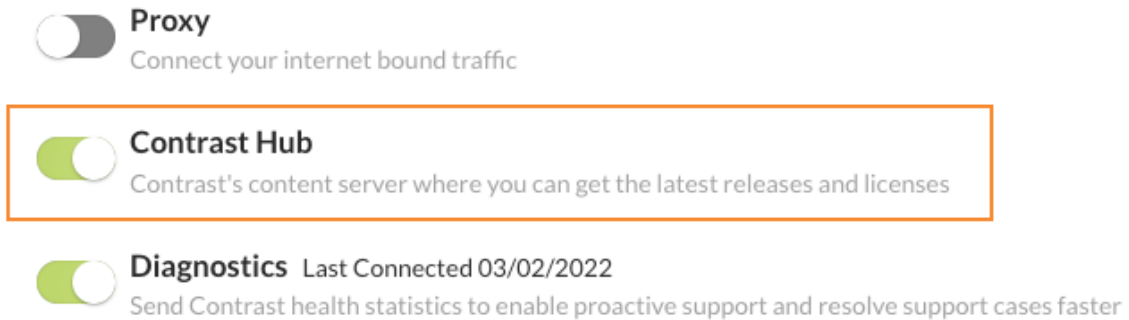 Proxy
Connect your internet bound traffic
Contrast Hub
Contrast's content server where you can get the latest releases and licenses
Diagnostics Last Connected 03/02/2022
Send Contrast health statistics to enable proactive support and resolve support cases faster